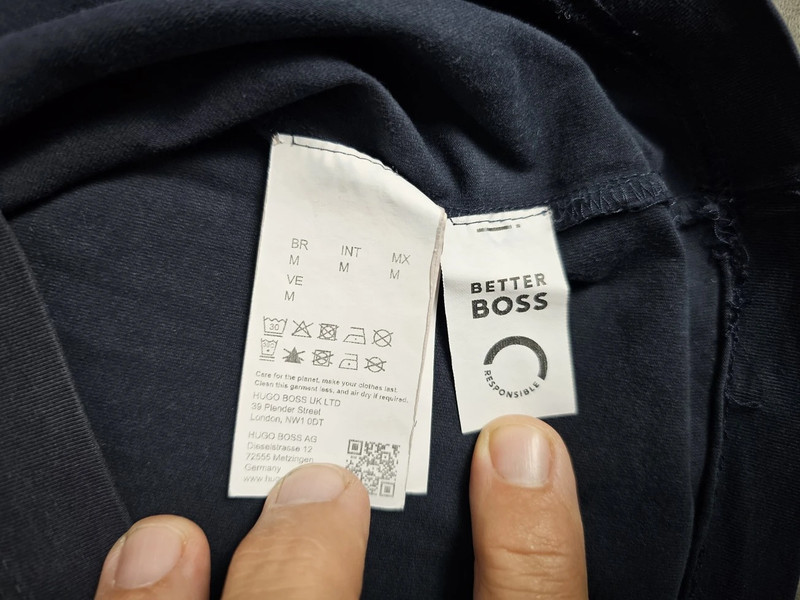 BR INT MX
M M M
VE
M
30
Care for the planet, make your clothes last.
Clean this garment less, and air dry if required.
HUGO BOSS UK LTD
39 Plender Street
London, NW1 0DT
HUGO BOSS AG
Dieselstrasse 12
72555 Metzingen
Germany
BETTER
BOSS
RESPONSIBLE